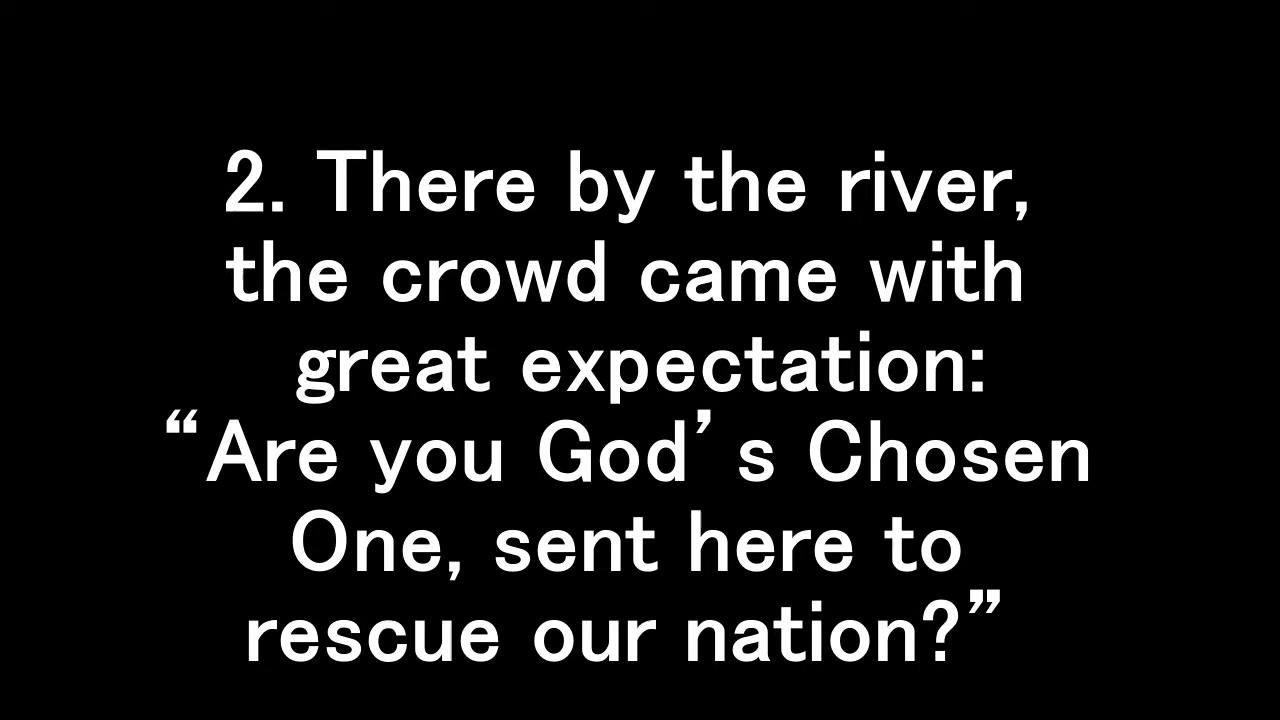 2. There by the river,
the crowd came with
great expectation:
“Are you God’s Chosen
One, sent here to
rescue our nation?”